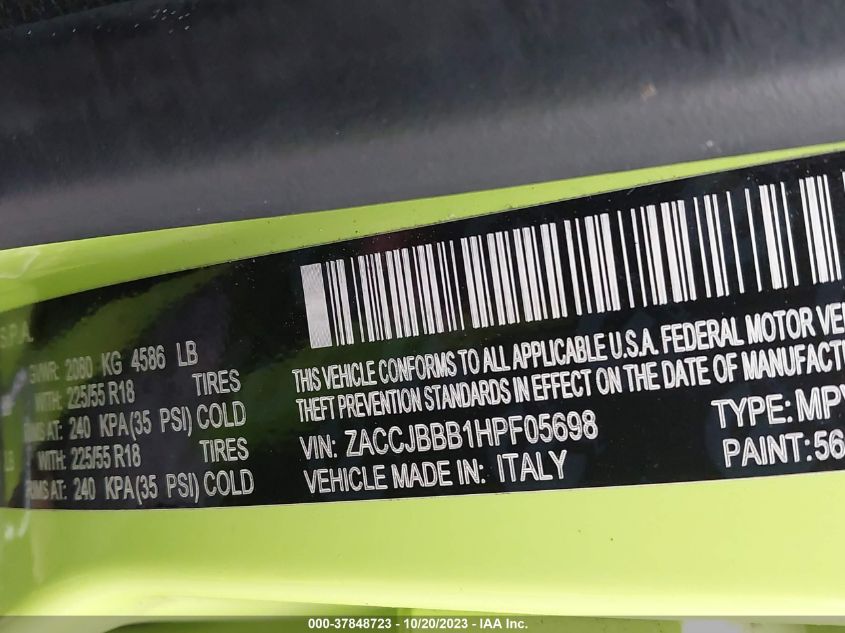 S.P.A.
GVWR: 2080 KG 4586 LB
WITH: 225/55 R18 TIRES
AT: 240 KPA(35 PSI) COLD
LB WITH: 225/55 R18 TIRES
RIMS AT: 240 KPA(35 PSI) COLD
THIS VEHICLE CONFORMS TO ALL APPLICABLE U.S.A. FEDERAL MOTOR VE
THEFT PREVENTION STANDARDS IN EFFECT ON THE DATE OF MANUFACT
VIN: ZACCJBBB1HPF05698 TYPE: MP
VEHICLE MADE IN: ITALY PAINT: 56
000-37848723 - 10/20/2023 - IAA Inc.